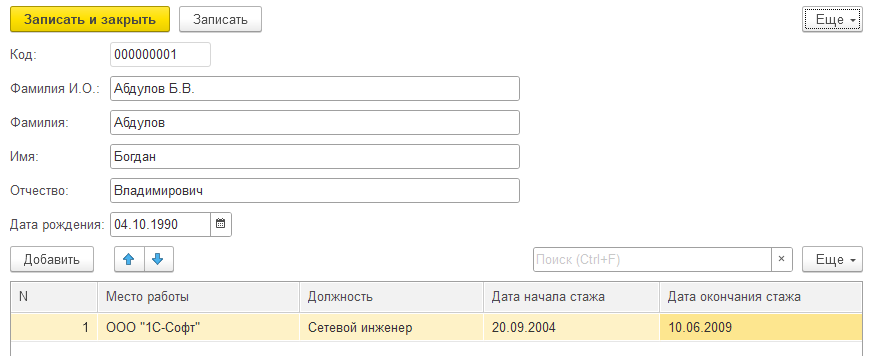 Записать и закрыть Записать Еще
Код: 000000001
Фамилия И.О.: Абдулов Б.В.
Фамилия: Абдулов
Имя: Богдан
Отчество: Владимирович
Дата рождения: 04.10.1990
Добавить Поиск (Ctrl+F) × Еще
N Место работы Должность Дата начала стажа Дата окончания стажа
1 ООО "1С-Софт" Сетевой инженер 20.09.2004 10.06.2009